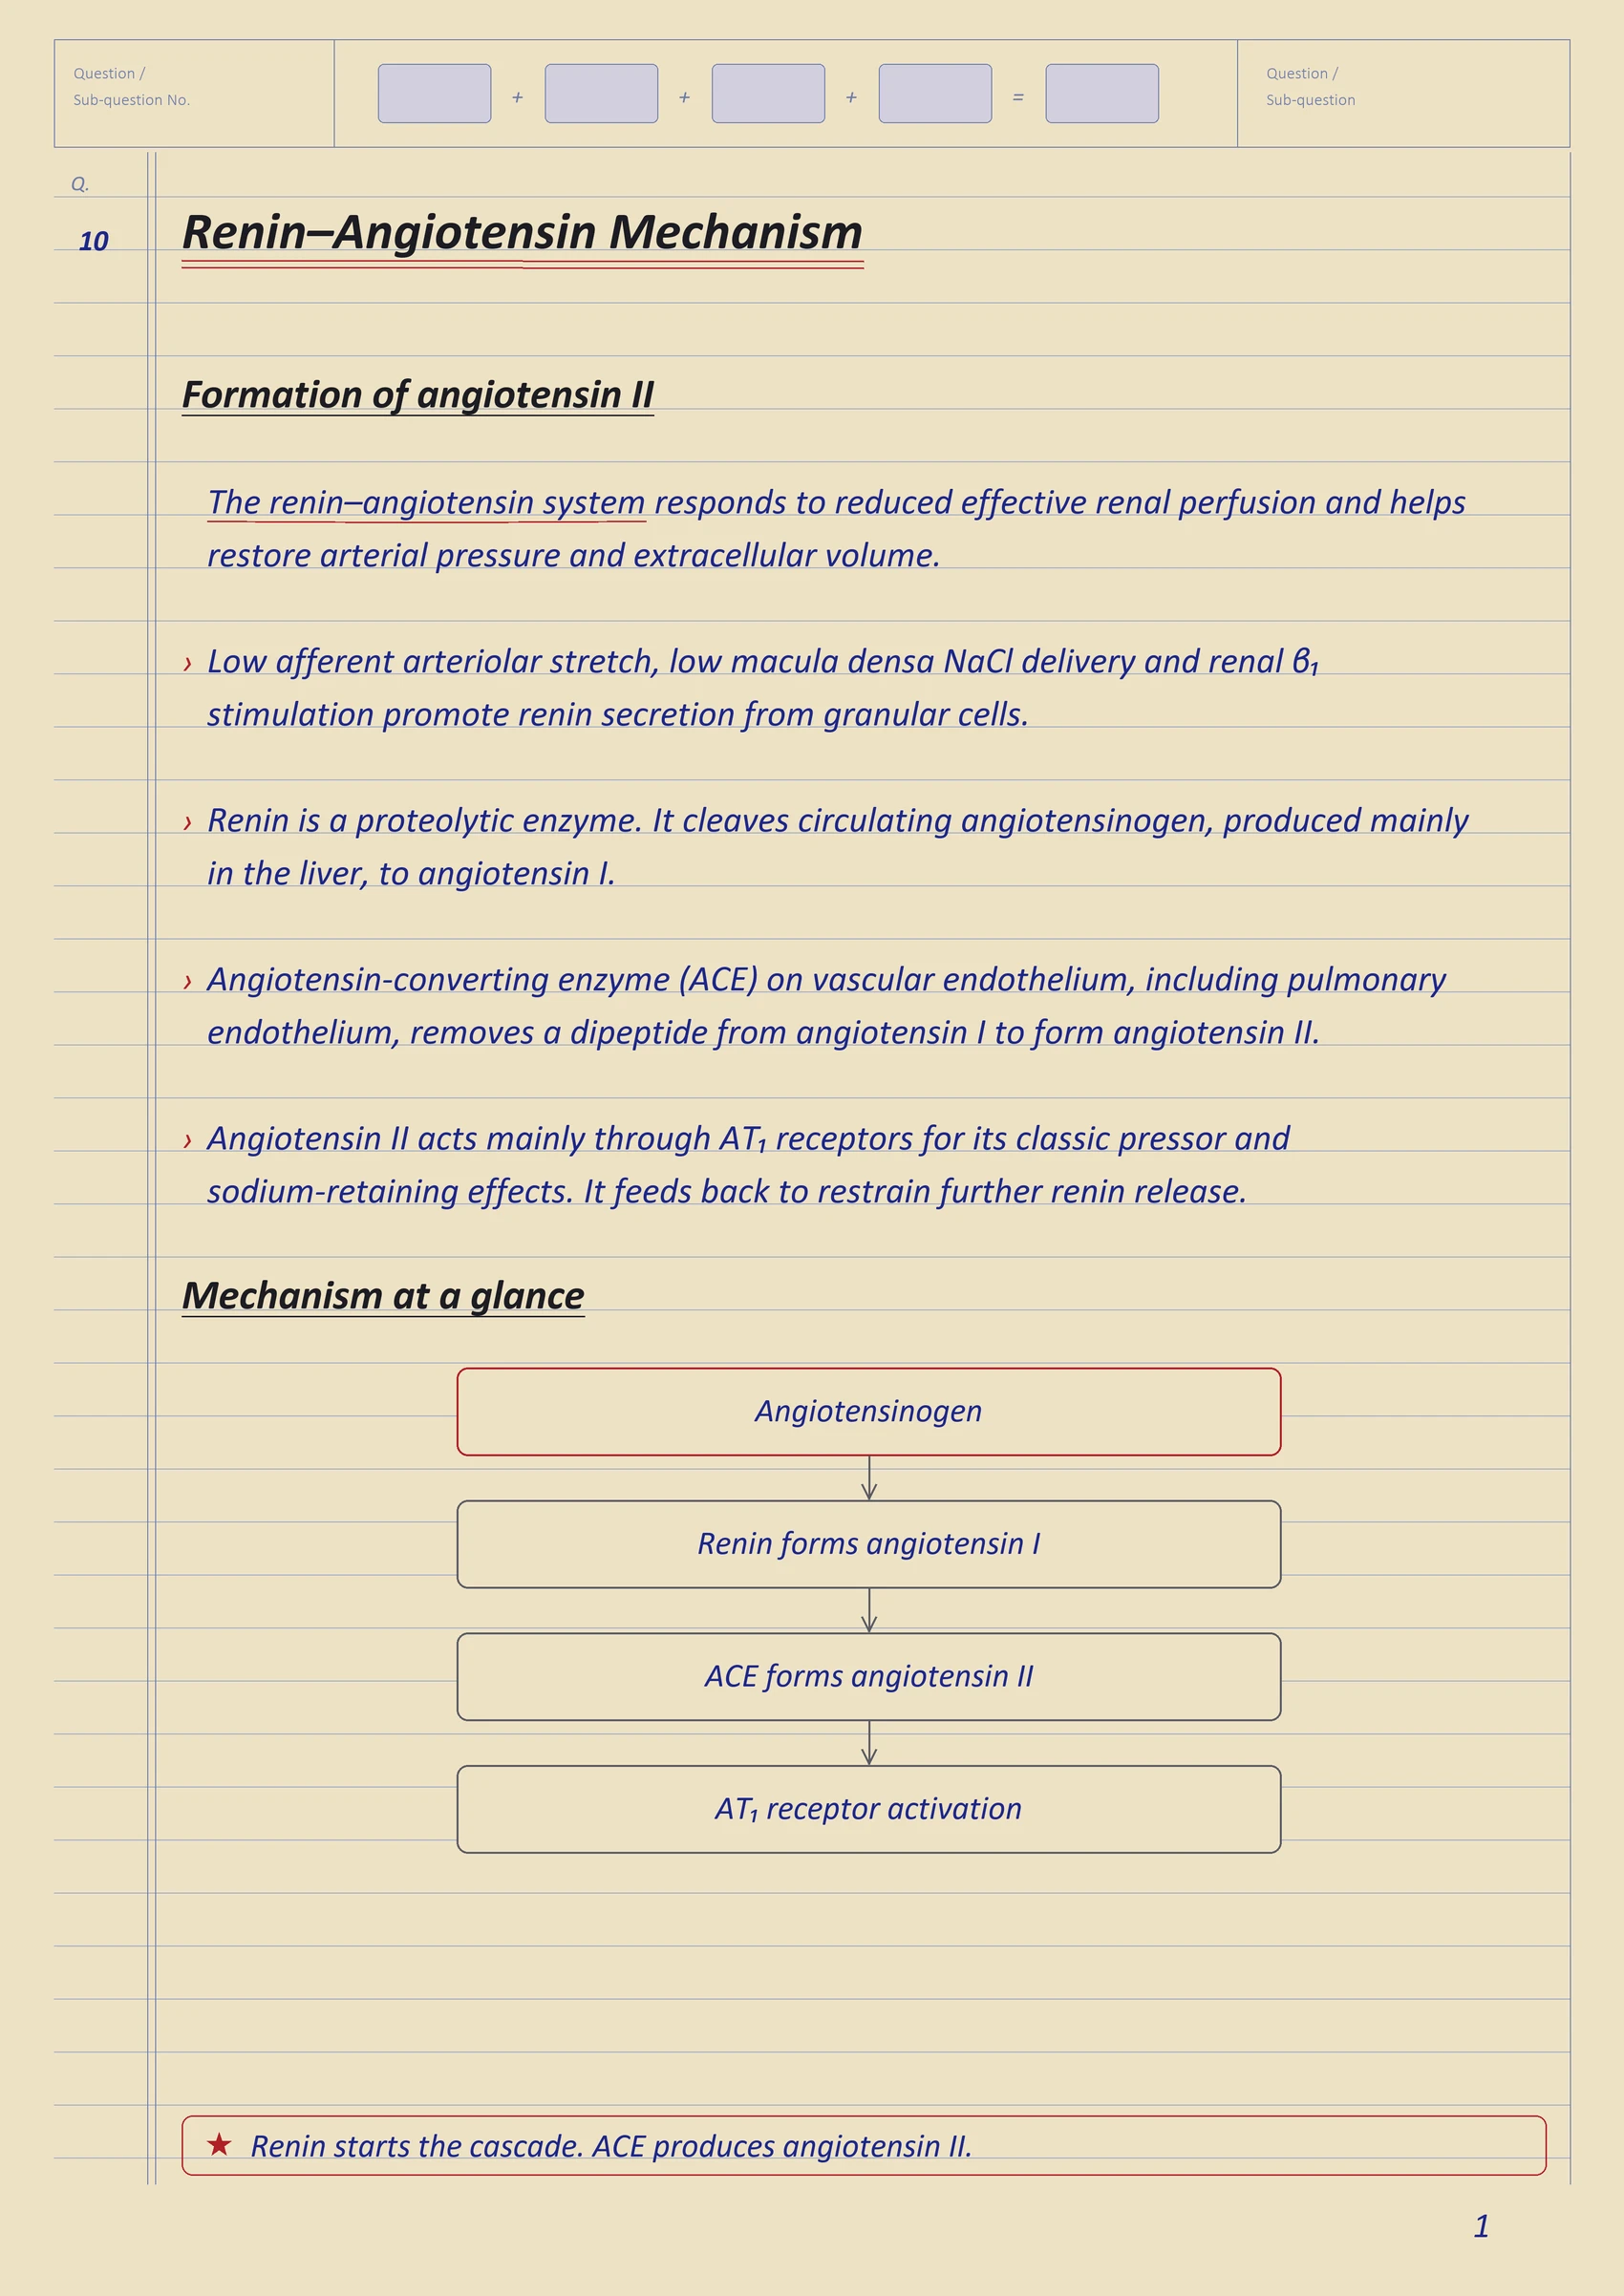 Question /
Sub-question No.
+ + + =
Question /
Sub-question
Q.
10
Renin–Angiotensin Mechanism
Formation of angiotensin II
The renin–angiotensin system responds to reduced effective renal perfusion and helps
restore arterial pressure and extracellular volume.
› Low afferent arteriolar stretch, low macula densa NaCl delivery and renal β₁
stimulation promote renin secretion from granular cells.
› Renin is a proteolytic enzyme. It cleaves circulating angiotensinogen, produced mainly
in the liver, to angiotensin I.
› Angiotensin-converting enzyme (ACE) on vascular endothelium, including pulmonary
endothelium, removes a dipeptide from angiotensin I to form angiotensin II.
› Angiotensin II acts mainly through AT₁ receptors for its classic pressor and
sodium-retaining effects. It feeds back to restrain further renin release.
Mechanism at a glance
Angiotensinogen
Renin forms angiotensin I
ACE forms angiotensin II
AT₁ receptor activation
★ Renin starts the cascade. ACE produces angiotensin II.
1